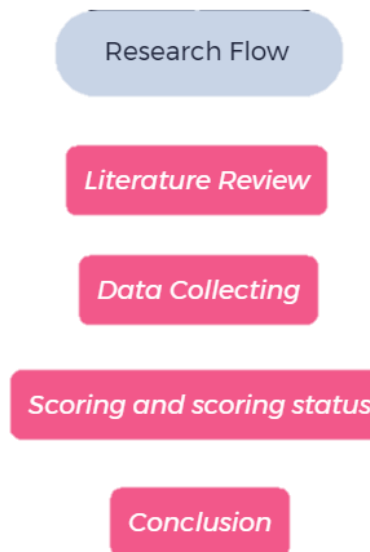 Research Flow
Literature Review
Data Collecting
Scoring and scoring status
Conclusion